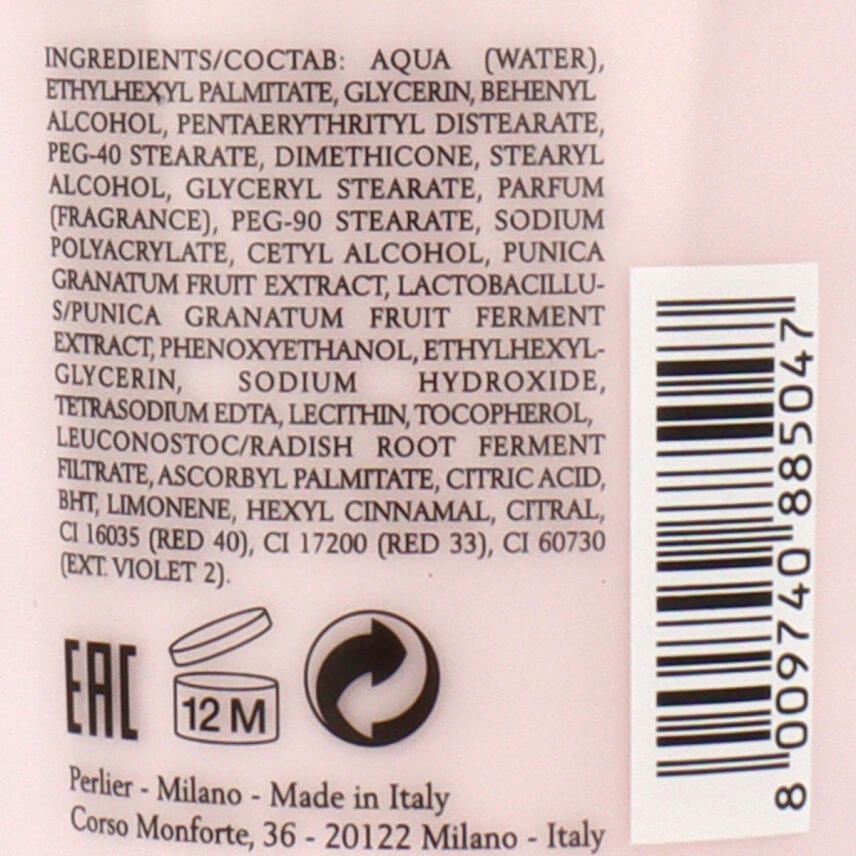 INGREDIENTS/COCTAB: AQUA (WATER),
ETHYLHEXYL PALMITATE, GLYCERIN, BEHENYL
ALCOHOL, PENTAERYTHRITYL DISTEARATE,
PEG-40 STEARATE, DIMETHICONE, STEARYL
ALCOHOL, GLYCERYL STEARATE, PARFUM
(FRAGRANCE), PEG-90 STEARATE, SODIUM
POLYACRYLATE, CETYL ALCOHOL, PUNICA
GRANATUM FRUIT EXTRACT, LACTOBACILLU-
S/PUNICA GRANATUM FRUIT FERMENT
EXTRACT, PHENOXYETHANOL, ETHYLHEXYL-
GLYCERIN, SODIUM HYDROXIDE,
TETRASODIUM EDTA, LECITHIN, TOCOPHEROL,
LEUCONOSTOC/RADISH ROOT FERMENT
FILTRATE, ASCORBYL PALMITATE, CITRIC ACID,
BHT, LIMONENE, HEXYL CINNAMAL, CITRAL,
CI 16035 (RED 40), CI 17200 (RED 33), CI 60730
(EXT. VIOLET 2).
EAC
12 M
Perlier - Milano - Made in Italy
Corso Monforte, 36 - 20122 Milano - Italy
8 009740 885047